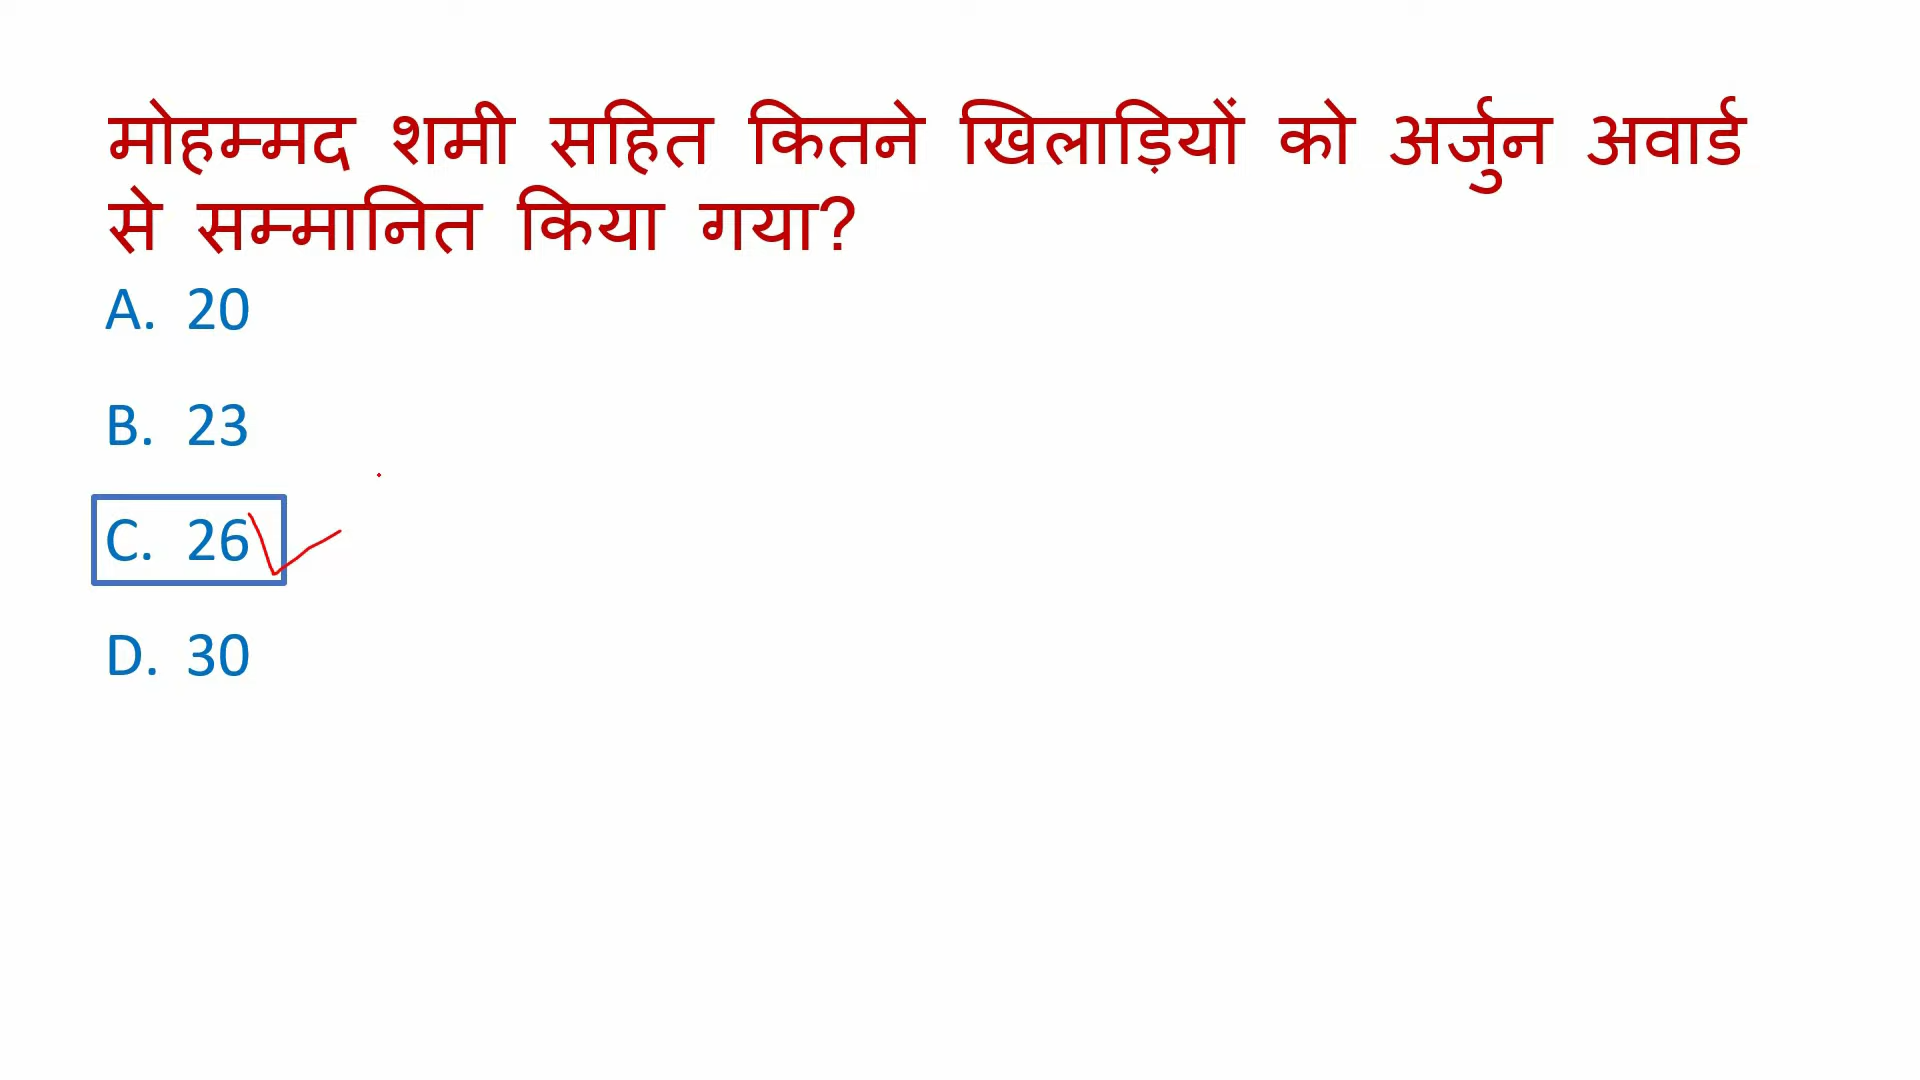 मोहम्मद शमी सहित कितने खिलाड़ियों को अर्जुन अवार्ड
से सम्मानित किया गया?
A. 20
B. 23
C. 26
D. 30